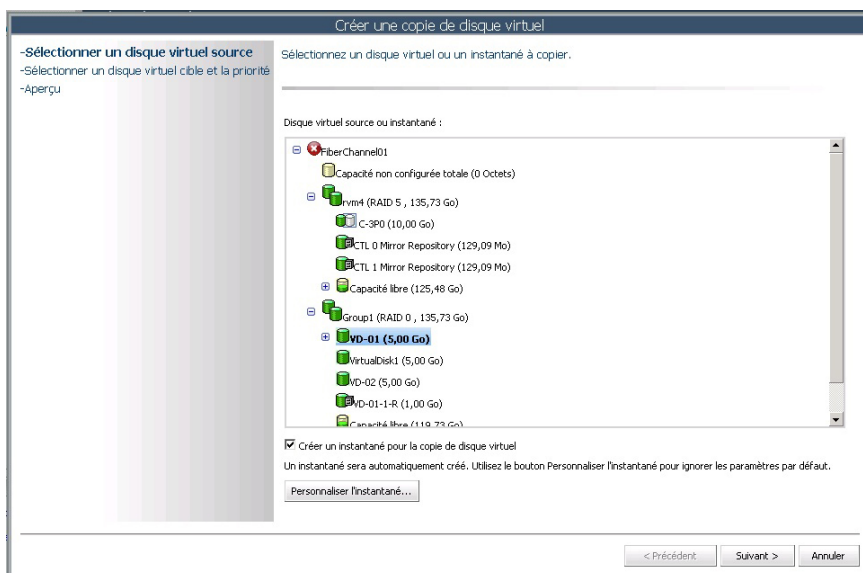 Créer une copie de disque virtuel
-Sélectionner un disque virtuel source
-Sélectionner un disque virtuel cible et la priorité
-Aperçu
Sélectionnez un disque virtuel ou un instantané à copier.
Disque virtuel source ou instantané :
FiberChannel01
Capacité non configurée totale (0 Octets)
rvm4 (RAID 5 , 135,73 Go)
C-3P0 (10,00 Go)
CTL 0 Mirror Repository (129,09 Mo)
CTL 1 Mirror Repository (129,09 Mo)
Capacité libre (125,48 Go)
Group1 (RAID 0 , 135,73 Go)
VD-01 (5,00 Go)
VirtualDisk1 (5,00 Go)
VD-02 (5,00 Go)
VD-01-1-R (1,00 Go)
Capacité libre (119,73 Go)
Créer un instantané pour la copie de disque virtuel
Un instantané sera automatiquement créé. Utilisez le bouton Personnaliser l'instantané pour ignorer les paramètres par défaut.
Personnaliser l'instantané...
< Précédent Suivant > Annuler